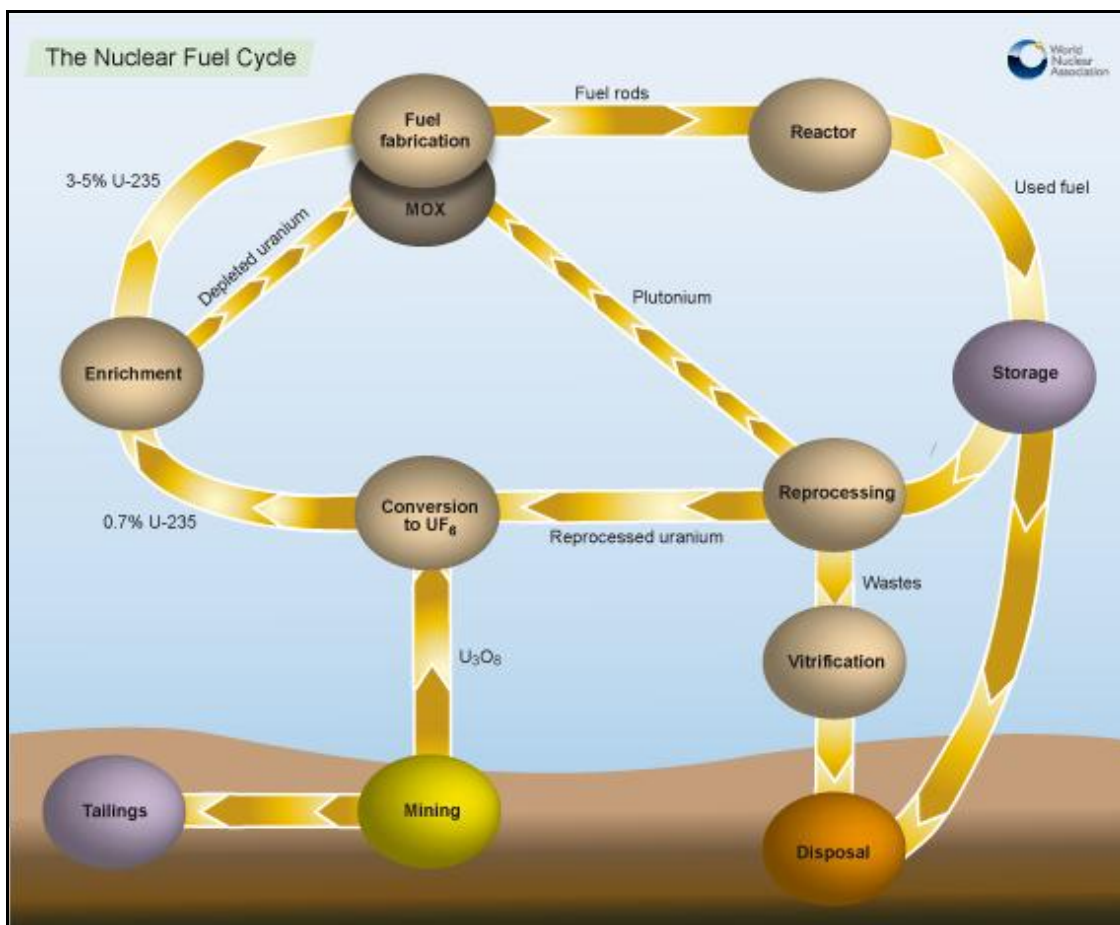 The Nuclear Fuel Cycle
World
Nuclear
Association
Fuel
fabrication
Fuel rods
Reactor
3-5% U-235
MOX
Used fuel
Depleted uranium
Plutonium
Enrichment
Storage
Conversion
to UF₆
Reprocessing
0.7% U-235
Reprocessed uranium
Wastes
U₃O₈
Vitrification
Tailings
Mining
Disposal